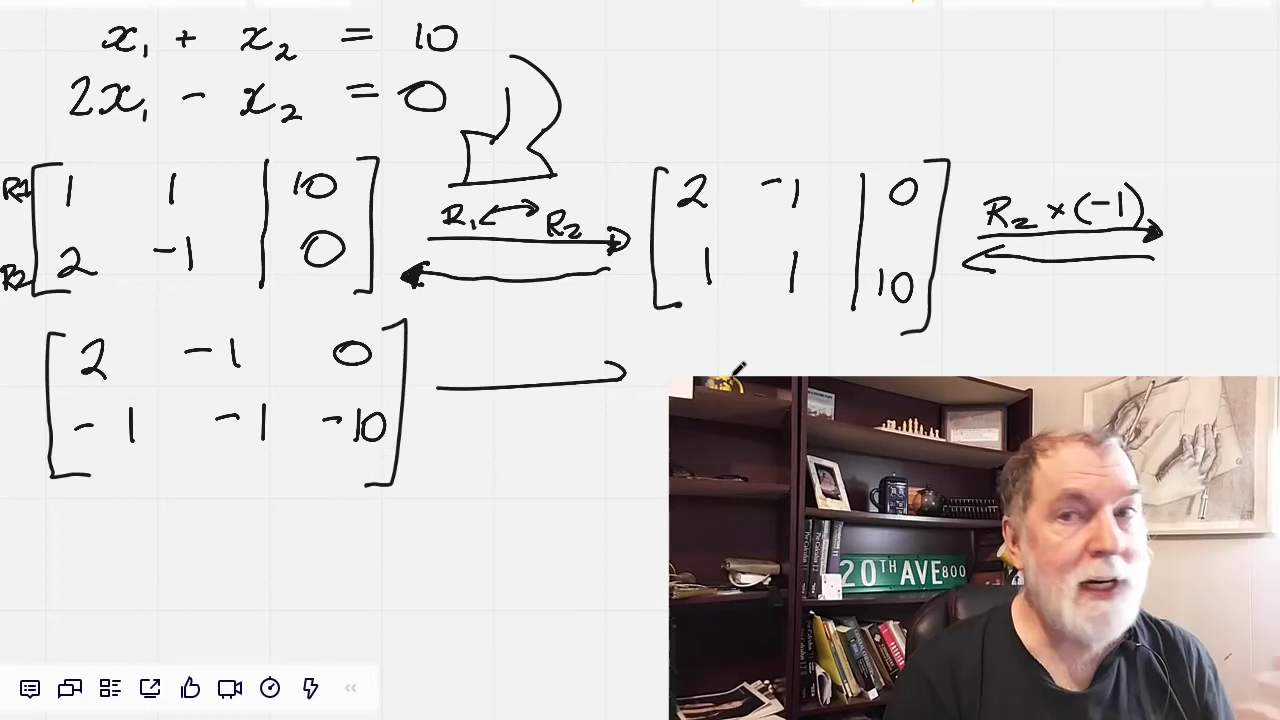 x₁ + x₂ = 10
2x₁ - x₂ = 0
R1 [ 1 1 | 10 ]
R2 [ 2 -1 | 0 ]
R₁ ↔ R₂
[ 2 -1 | 0 ]
[ 1 1 | 10 ]
R₂ × (-1)
[ 2 -1 0 ]
[ -1 -1 -10 ]
20TH AVE 800